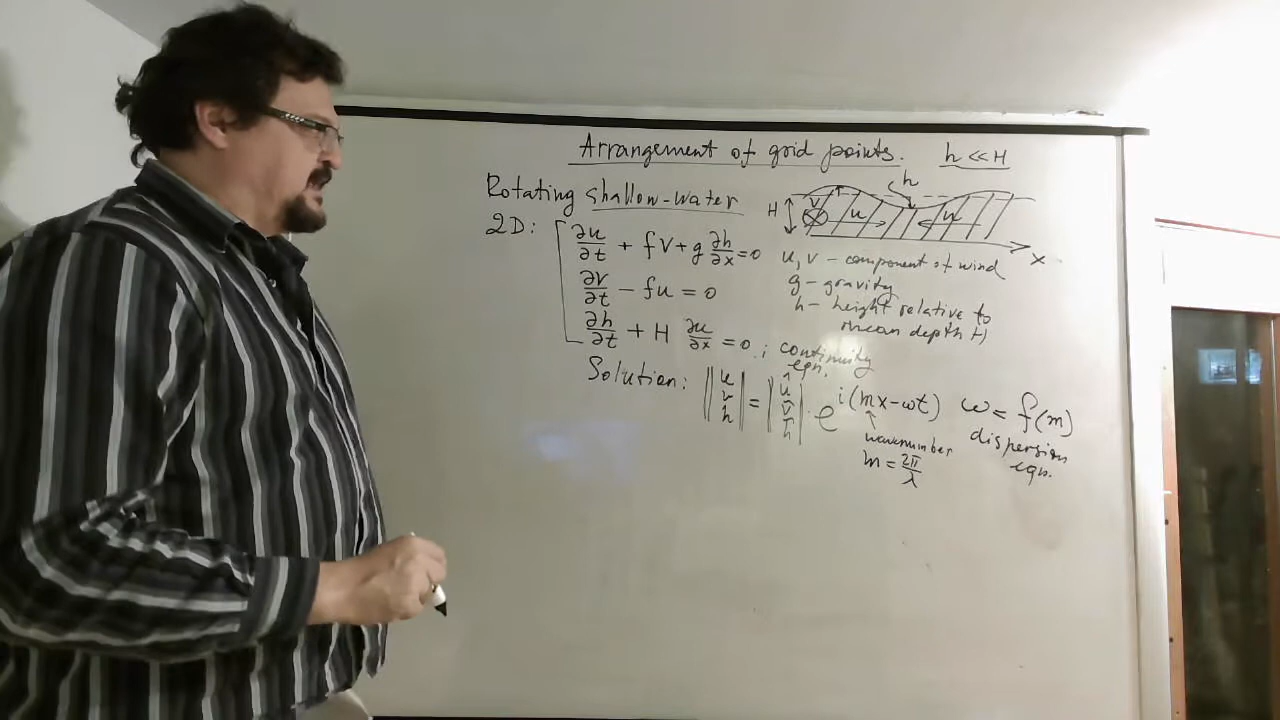 Arrangement of grid points. h << H
Rotating shallow-water
2D: ∂u/∂t + fv + g ∂h/∂x = 0
∂v/∂t − fu = 0
∂h/∂t + H ∂u/∂x = 0. ; continuity eqn.
h
H v u u
x
u, v – component of wind
g – gravity
h – height relative to
mean depth H
Solution: ‖u v h‖ = ‖û v̂ ĥ‖ · e^i(mx−ωt) ω = f(m)
wavenumber
m = 2π/λ
dispersion
eqn.